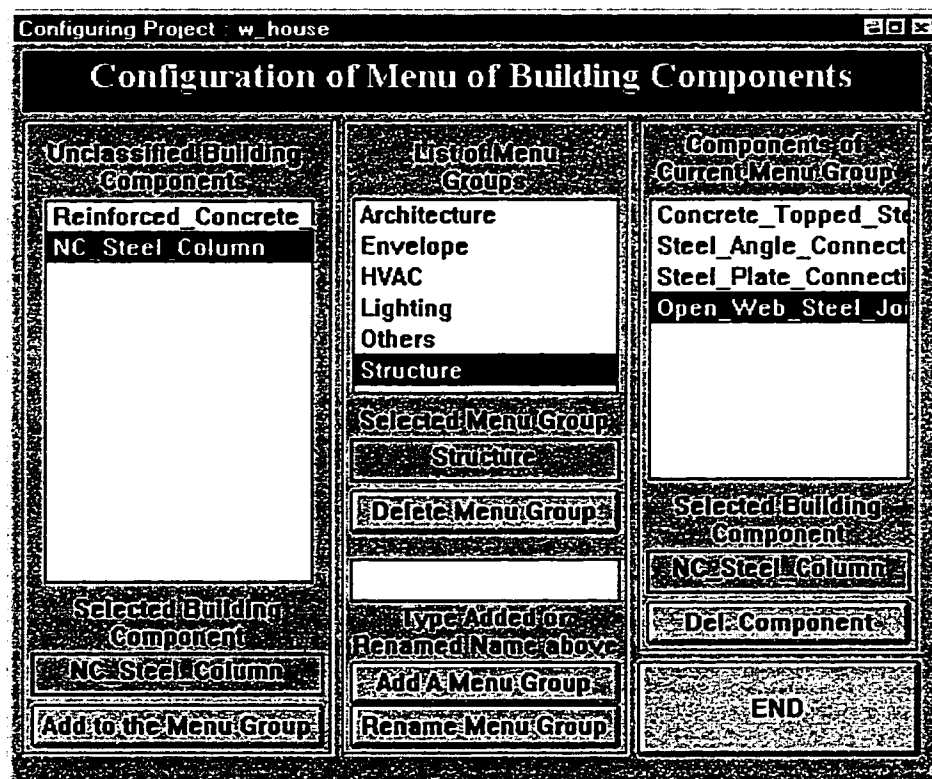 Configuring Project : w_house
Configuration of Menu of Building Components
Unclassified Building
Components
Reinforced_Concrete_
NC_Steel_Column
Selected Building
Component
NC_Steel_Column
Add to the Menu Group
List of Menu
Groups
Architecture
Envelope
HVAC
Lighting
Others
Structure
Selected Menu Group
Structure
Delete Menu Group
Type Added or
Renamed Name above
Add A Menu Group
Rename Menu Group
Components of
Current Menu Group
Concrete_Topped_Ste
Steel_Angle_Connect
Steel_Plate_Connecti
Open_Web_Steel_Joi
Selected Building
Component
NC_Steel_Column
Del. Component
END